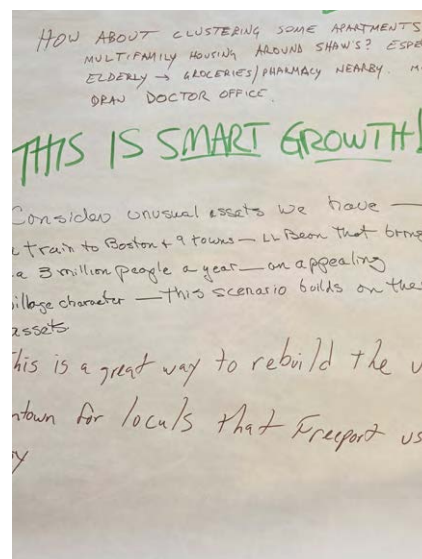 HOW ABOUT CLUSTERING SOME APARTMENTS
MULTIFAMILY HOUSING AROUND SHAW'S? ESPE
ELDERLY → GROCERIES/PHARMACY NEARBY. M
DRAW DOCTOR OFFICE.
THIS IS SMART GROWTH!
Consider unusual assets we have —
train to Boston + 9 towns — LL Bean that brings
a 3 million people a year — an appealing
village character — this scenario builds on the
assets
This is a great way to rebuild the v
ntown for locals that Freeport us